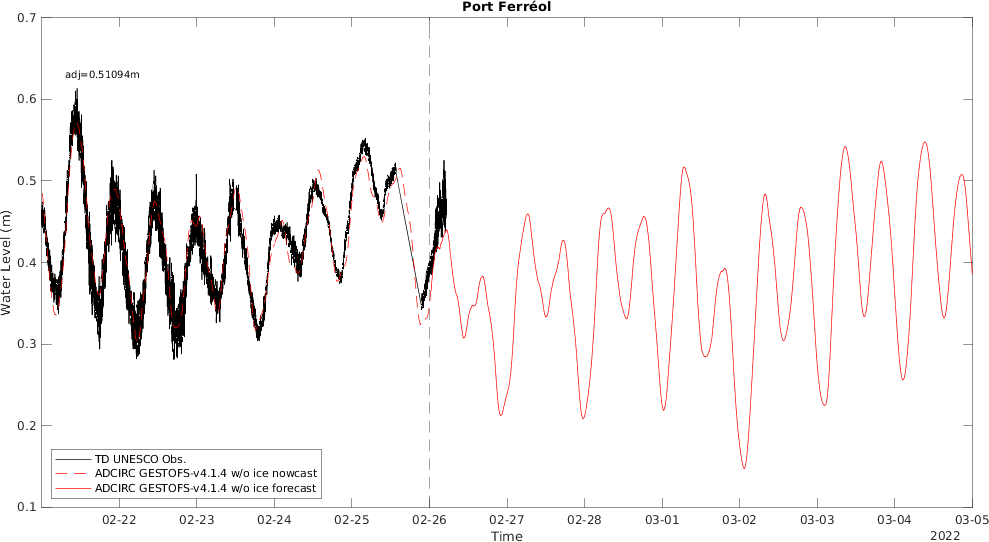 Port Ferréol
0.7
0.6
0.5
0.4
0.3
0.2
0.1
Water Level (m)
adj=0.51094m
TD UNESCO Obs.
ADCIRC GESTOFS-v4.1.4 w/o ice nowcast
ADCIRC GESTOFS-v4.1.4 w/o ice forecast
02-22 02-23 02-24 02-25 02-26 02-27 02-28 03-01 03-02 03-03 03-04 03-05
Time
2022